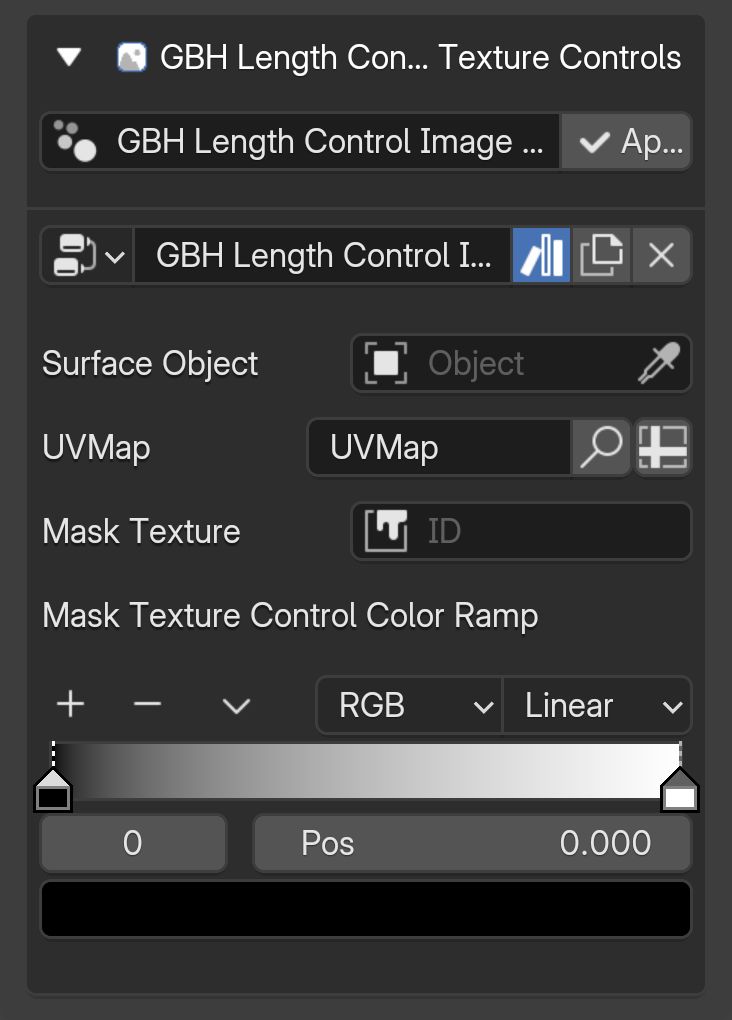 GBH Length Con... Texture Controls
GBH Length Control Image ... Ap...
GBH Length Control I...
Surface Object Object
UVMap UVMap
Mask Texture ID
Mask Texture Control Color Ramp
RGB Linear
0 Pos 0.000